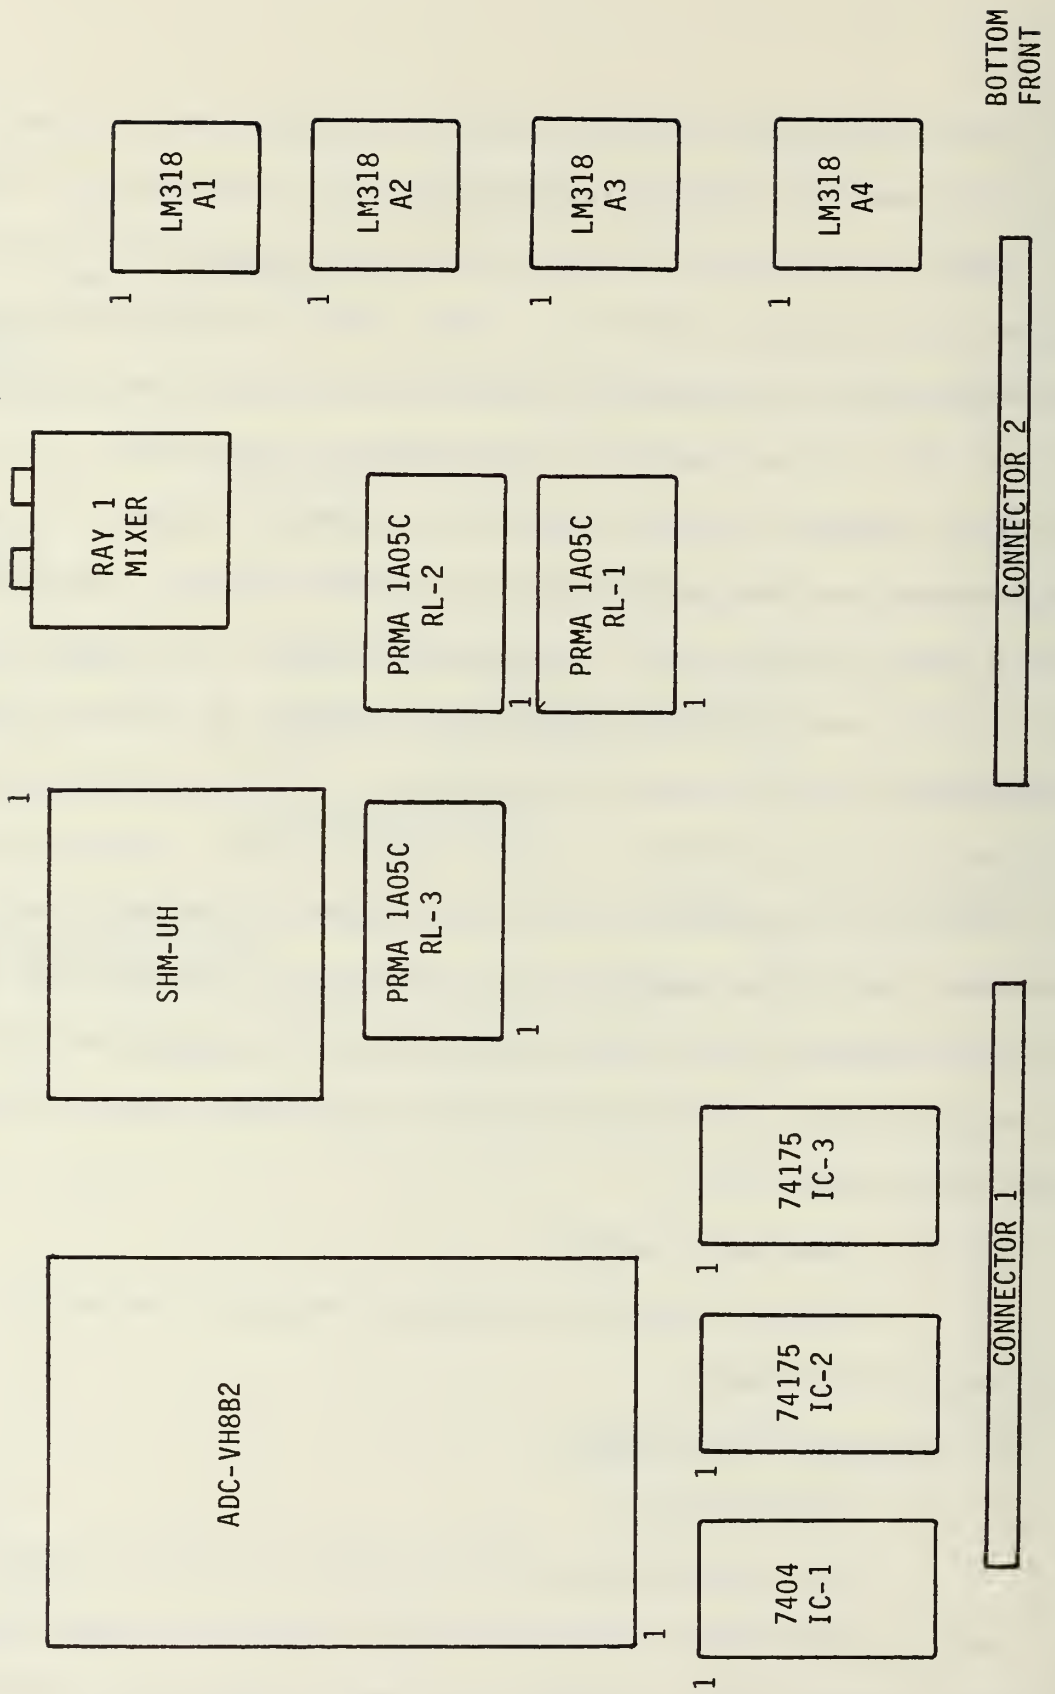 ADC-VH8B2
1
SHM-UH
1
RAY 1
MIXER
LM318
A1
1
LM318
A2
1
PRMA 1A05C
RL-3
1
PRMA 1A05C
RL-2
1
PRMA 1A05C
RL-1
1
LM318
A3
1
7404
IC-1
1
74175
IC-2
1
74175
IC-3
1
LM318
A4
1
CONNECTOR 1
CONNECTOR 2
BOTTOM
FRONT